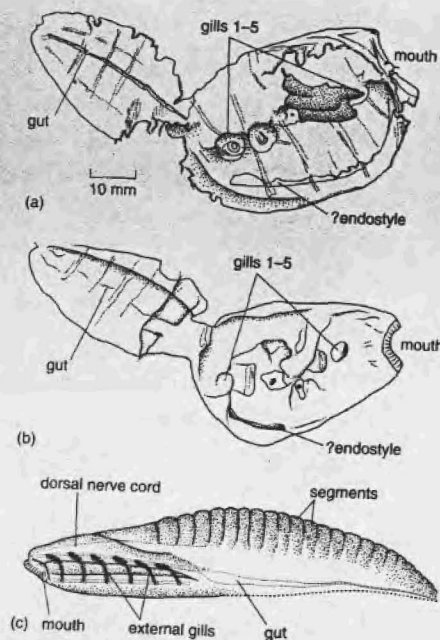 gills 1–5
mouth
gut
10 mm
(a)
?endostyle
gills 1–5
gut
mouth
(b)
?endostyle
dorsal nerve cord
segments
(c)
mouth
external gills
gut